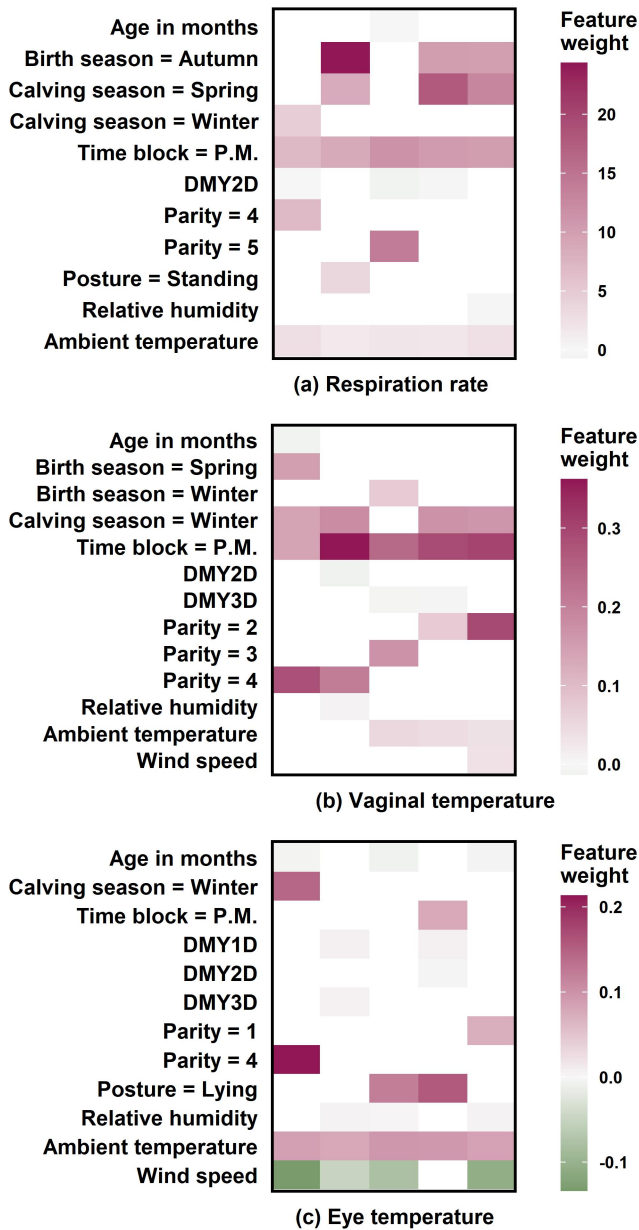 Age in months
Birth season = Autumn
Calving season = Spring
Calving season = Winter
Time block = P.M.
DMY2D
Parity = 4
Parity = 5
Posture = Standing
Relative humidity
Ambient temperature
Feature
weight
20
15
10
5
0
(a) Respiration rate
Age in months
Birth season = Spring
Birth season = Winter
Calving season = Winter
Time block = P.M.
DMY2D
DMY3D
Parity = 2
Parity = 3
Parity = 4
Relative humidity
Ambient temperature
Wind speed
Feature
weight
0.3
0.2
0.1
0.0
(b) Vaginal temperature
Age in months
Calving season = Winter
Time block = P.M.
DMY1D
DMY2D
DMY3D
Parity = 1
Parity = 4
Posture = Lying
Relative humidity
Ambient temperature
Wind speed
Feature
weight
0.2
0.1
0.0
-0.1
(c) Eye temperature